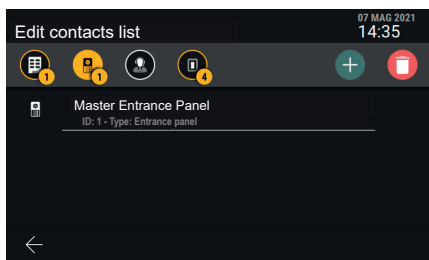 07 MAG 2021
Edit contacts list
14:35
1
1
4
Master Entrance Panel
ID: 1 - Type: Entrance panel